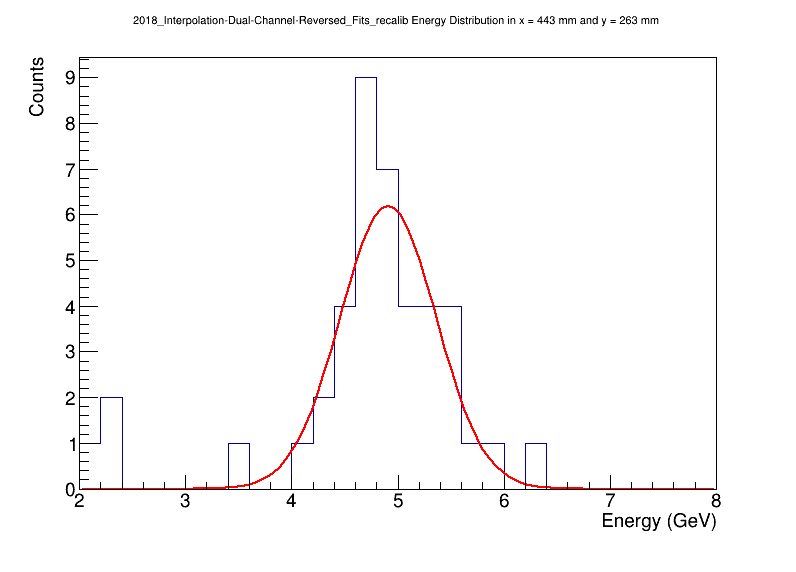 2018_Interpolation-Dual-Channel-Reversed_Fits_recalib Energy Distribution in x = 443 mm and y = 263 mm
Counts
9
8
7
6
5
4
3
2
1
0
2 3 4 5 6 7 8
Energy (GeV)